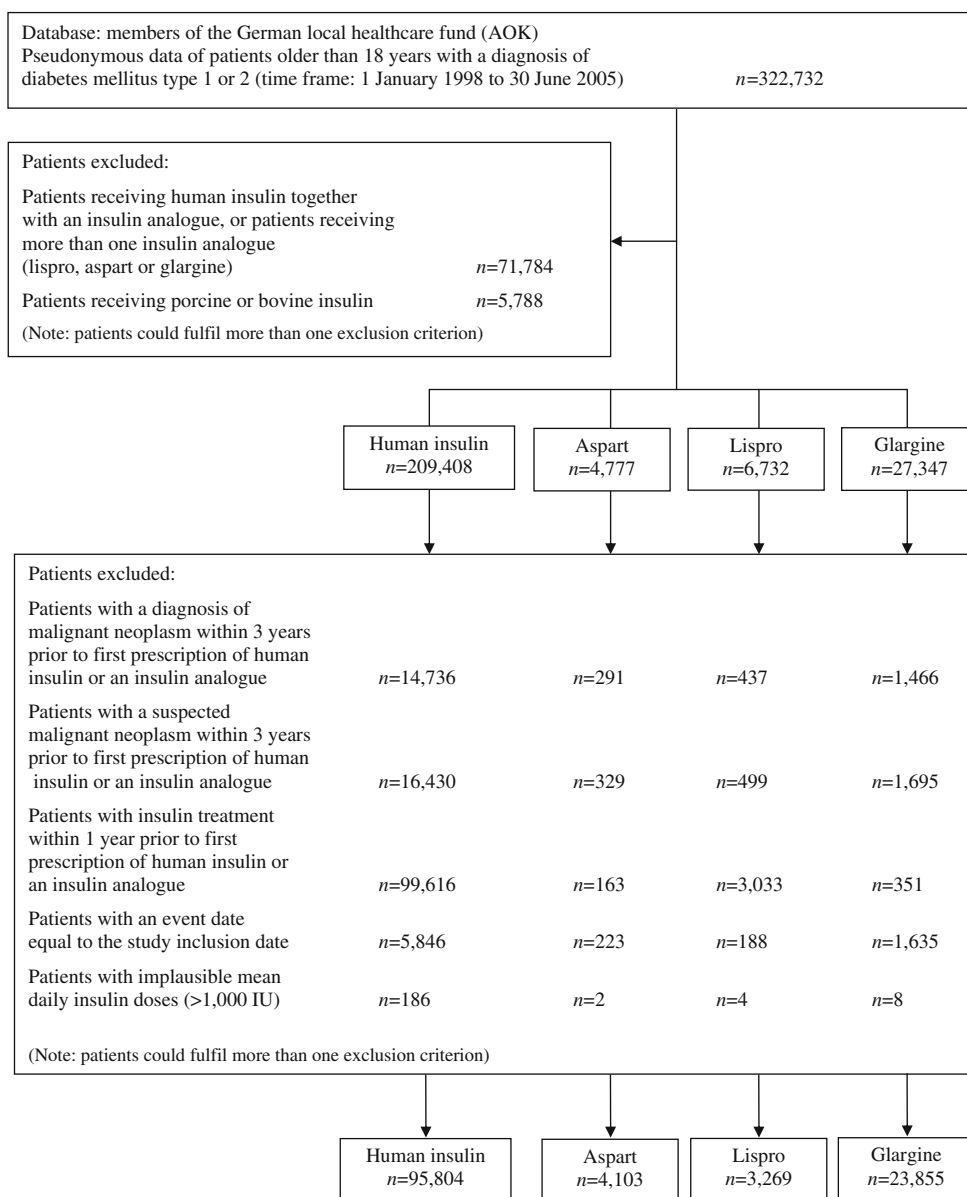 Database: members of the German local healthcare fund (AOK)
Pseudonymous data of patients older than 18 years with a diagnosis of
diabetes mellitus type 1 or 2 (time frame: 1 January 1998 to 30 June 2005) n=322,732
Patients excluded:
Patients receiving human insulin together
with an insulin analogue, or patients receiving
more than one insulin analogue
(lispro, aspart or glargine) n=71,784
Patients receiving porcine or bovine insulin n=5,788
(Note: patients could fulfil more than one exclusion criterion)
Human insulin Aspart Lispro Glargine
n=209,408 n=4,777 n=6,732 n=27,347
Patients excluded:
Patients with a diagnosis of
malignant neoplasm within 3 years
prior to first prescription of human
insulin or an insulin analogue n=14,736 n=291 n=437 n=1,466
Patients with a suspected
malignant neoplasm within 3 years
prior to first prescription of human
insulin or an insulin analogue n=16,430 n=329 n=499 n=1,695
Patients with insulin treatment
within 1 year prior to first
prescription of human insulin or
an insulin analogue n=99,616 n=163 n=3,033 n=351
Patients with an event date
equal to the study inclusion date n=5,846 n=223 n=188 n=1,635
Patients with implausible mean
daily insulin doses (>1,000 IU) n=186 n=2 n=4 n=8
(Note: patients could fulfil more than one exclusion criterion)
Human insulin Aspart Lispro Glargine
n=95,804 n=4,103 n=3,269 n=23,855